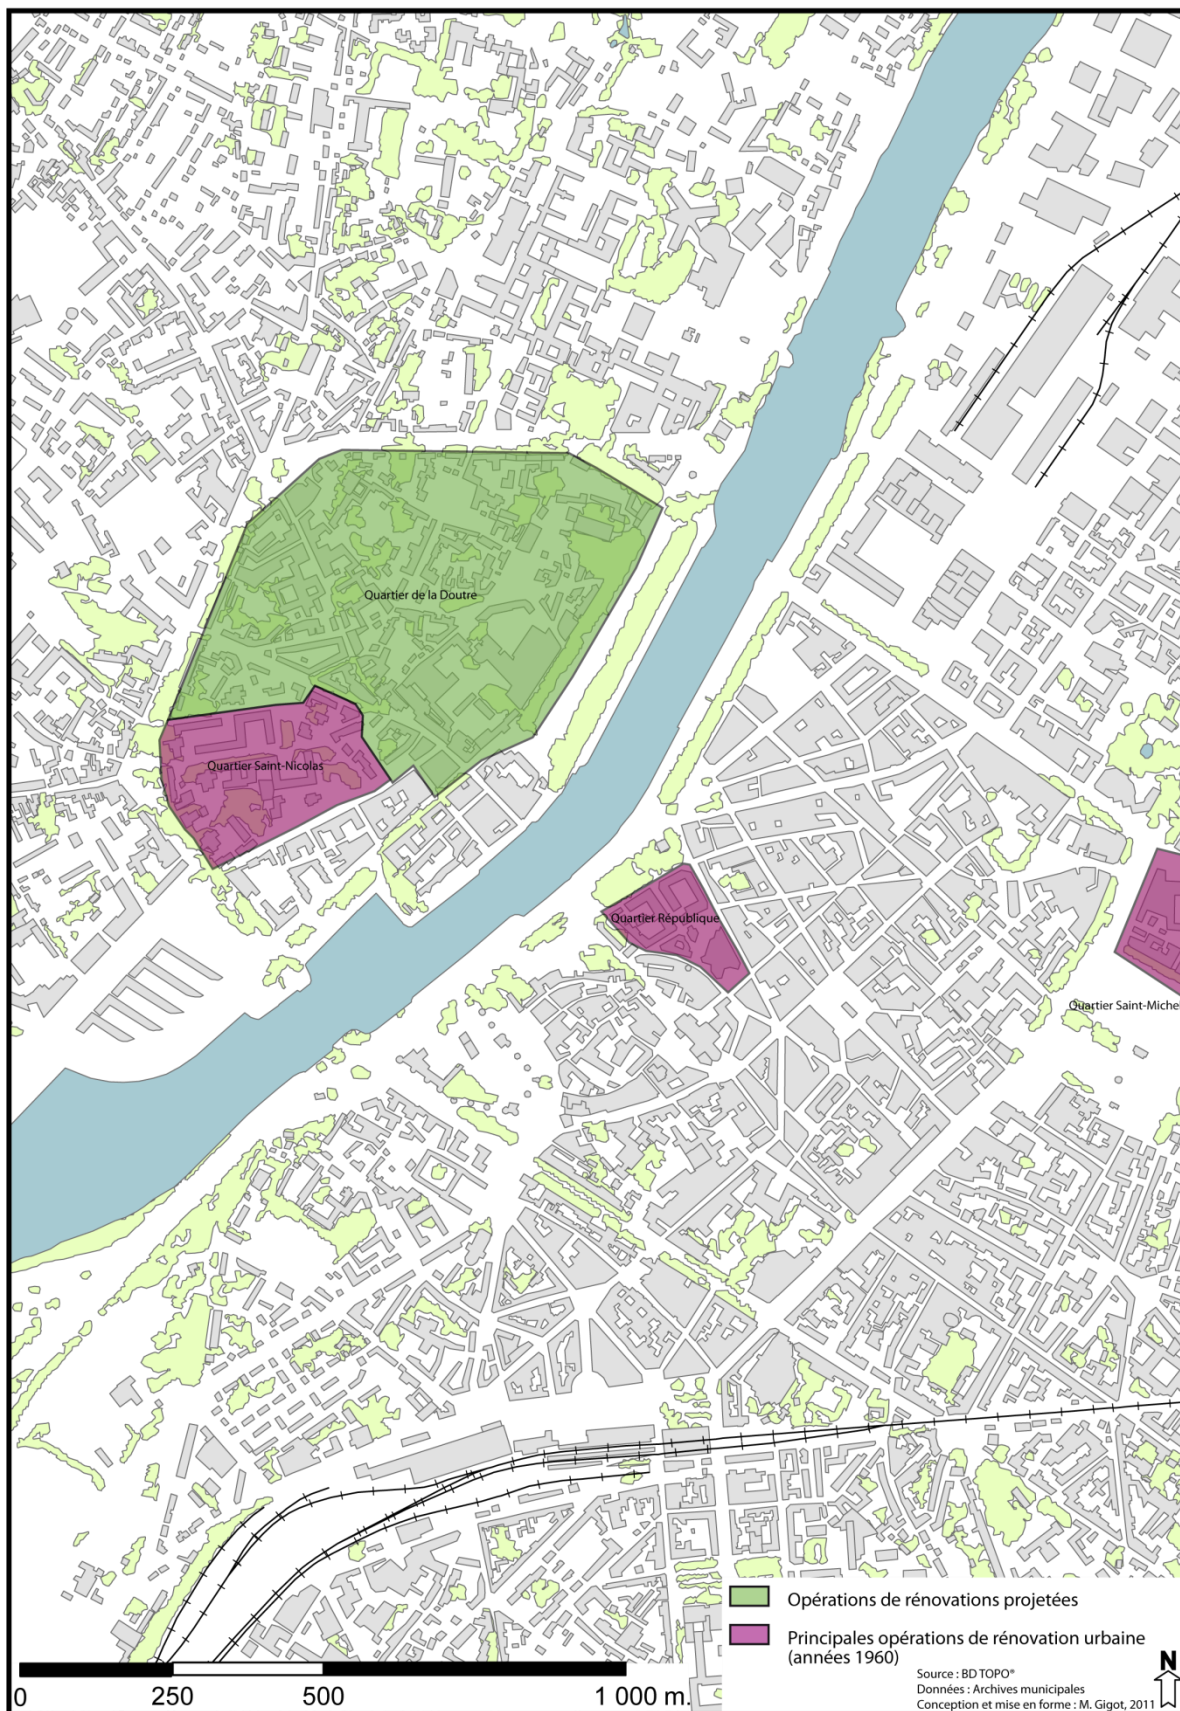 Quartier de la Doutre
Quartier Saint-Nicolas
Quartier République
Quartier Saint-Michel
Opérations de rénovations projetées
Principales opérations de rénovation urbaine
(années 1960)
Source : BD TOPO®
Données : Archives municipales
Conception et mise en forme : M. Gigot, 2011
N
0 250 500 1 000 m.